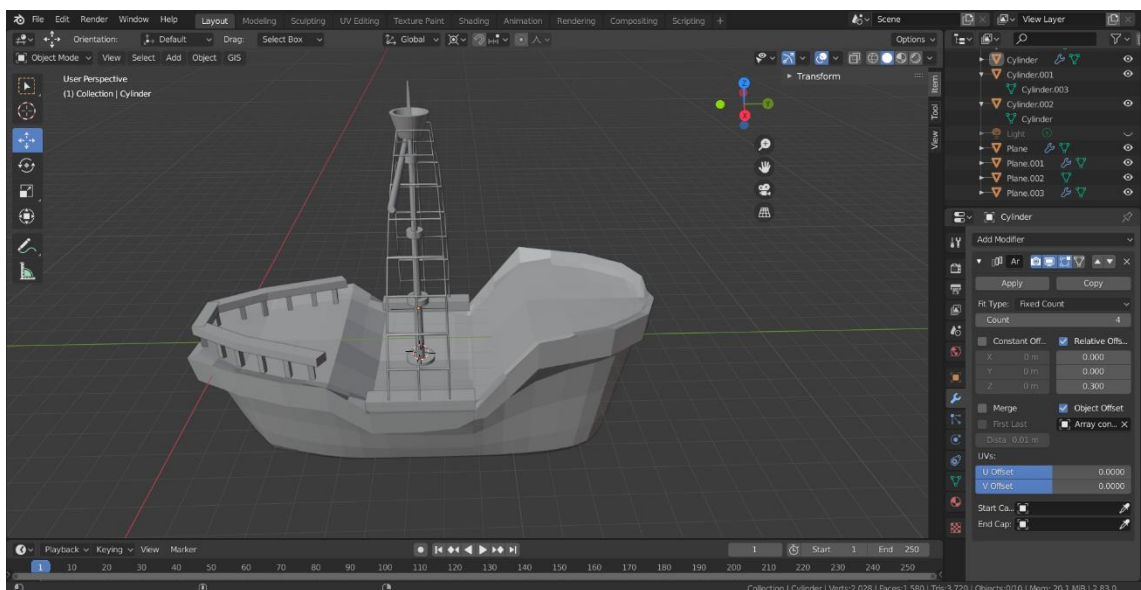 File Edit Render Window Help Layout Modeling Sculpting UV Editing Texture Paint Shading Animation Rendering Compositing Scripting + Scene View Layer
Orientation: Default Drag: Select Box Global Options
Object Mode View Select Add Object GIS
User Perspective
(1) Collection | Cylinder
Transform
Item
Tool
View
Z
Y
X
Cylinder
Cylinder.001
Cylinder.003
Cylinder.002
Cylinder
Light
Plane
Plane.001
Plane.002
Plane.003
Cylinder
Add Modifier
Ar
Apply Copy
Fit Type: Fixed Count
Count 4
Constant Off... Relative Offs...
X 0 m 0.000
Y 0 m 0.000
Z 0 m 0.300
Merge Object Offset
First Last Array con...
Dista 0.01 m
UVs:
U Offset 0.0000
V Offset 0.0000
Start Ca...
End Cap:
Playback Keying View Marker 1 Start 1 End 250
1 10 20 30 40 50 60 70 80 90 100 110 120 130 140 150 160 170 180 190 200 210 220 230 240 250
Collection | Cylinder | Verts:2,028 | Faces:1,580 | Tris:3,720 | Objects:0/10 | Mem: 20.1 MiB | 2.83.0